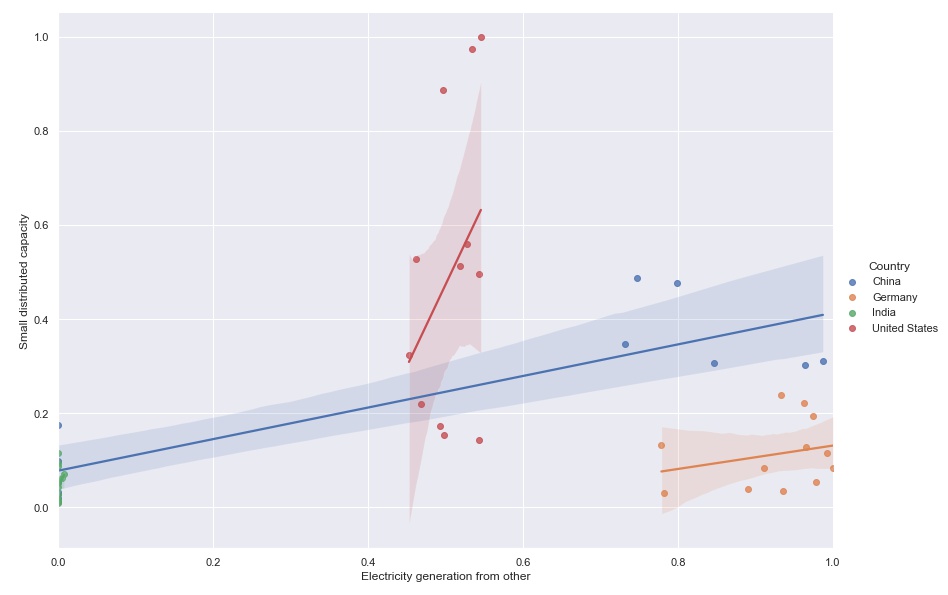 1.0
0.8
0.6
0.4
0.2
0.0
Small distributed capacity
0.0 0.2 0.4 0.6 0.8 1.0
Electricity generation from other
Country
China
Germany
India
United States